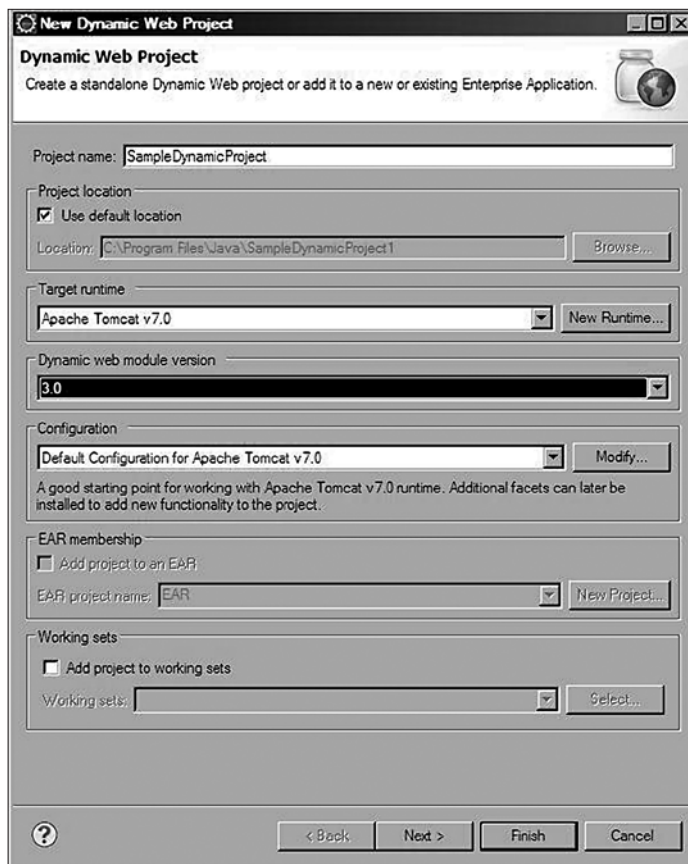 New Dynamic Web Project
Dynamic Web Project
Create a standalone Dynamic Web project or add it to a new or existing Enterprise Application.
Project name: SampleDynamicProject
Project location
Use default location
Location: C:\Program Files\Java\SampleDynamicProject1 Browse...
Target runtime
Apache Tomcat v7.0 New Runtime...
Dynamic web module version
3.0
Configuration
Default Configuration for Apache Tomcat v7.0 Modify...
A good starting point for working with Apache Tomcat v7.0 runtime. Additional facets can later be
installed to add new functionality to the project.
EAR membership
Add project to an EAR
EAR project name: EAR New Project...
Working sets
Add project to working sets
Working sets: Select...
? < Back Next > Finish Cancel